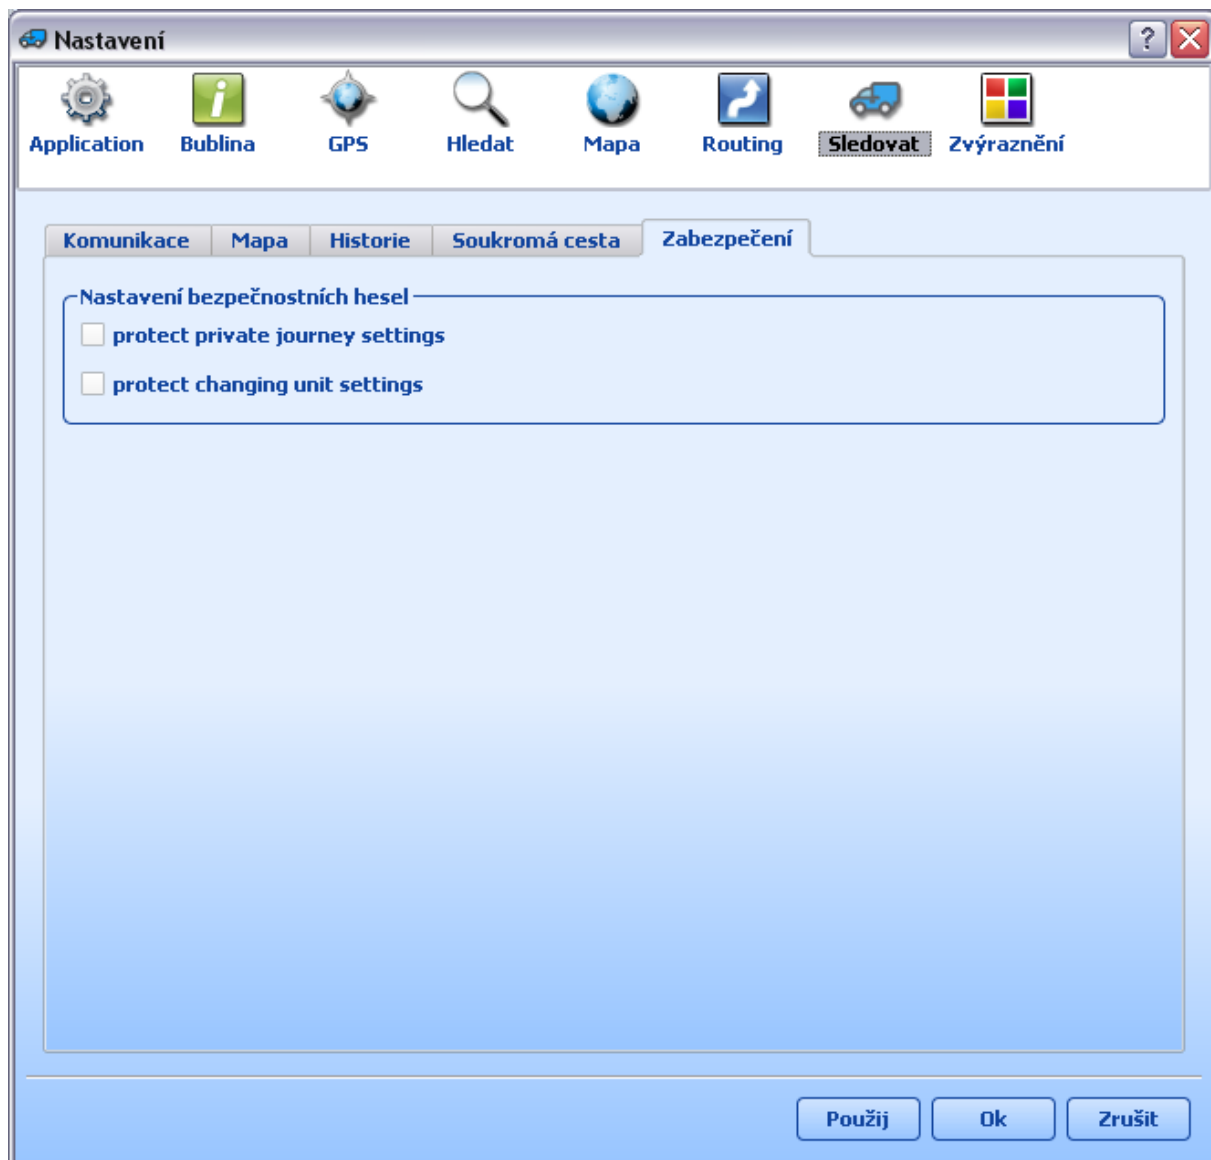 Nastavení
Application Bublina GPS Hledat Mapa Routing Sledovat Zvýraznění
Komunikace Mapa Historie Soukromá cesta Zabezpečení
Nastavení bezpečnostních hesel
protect private journey settings
protect changing unit settings
Použij Ok Zrušit